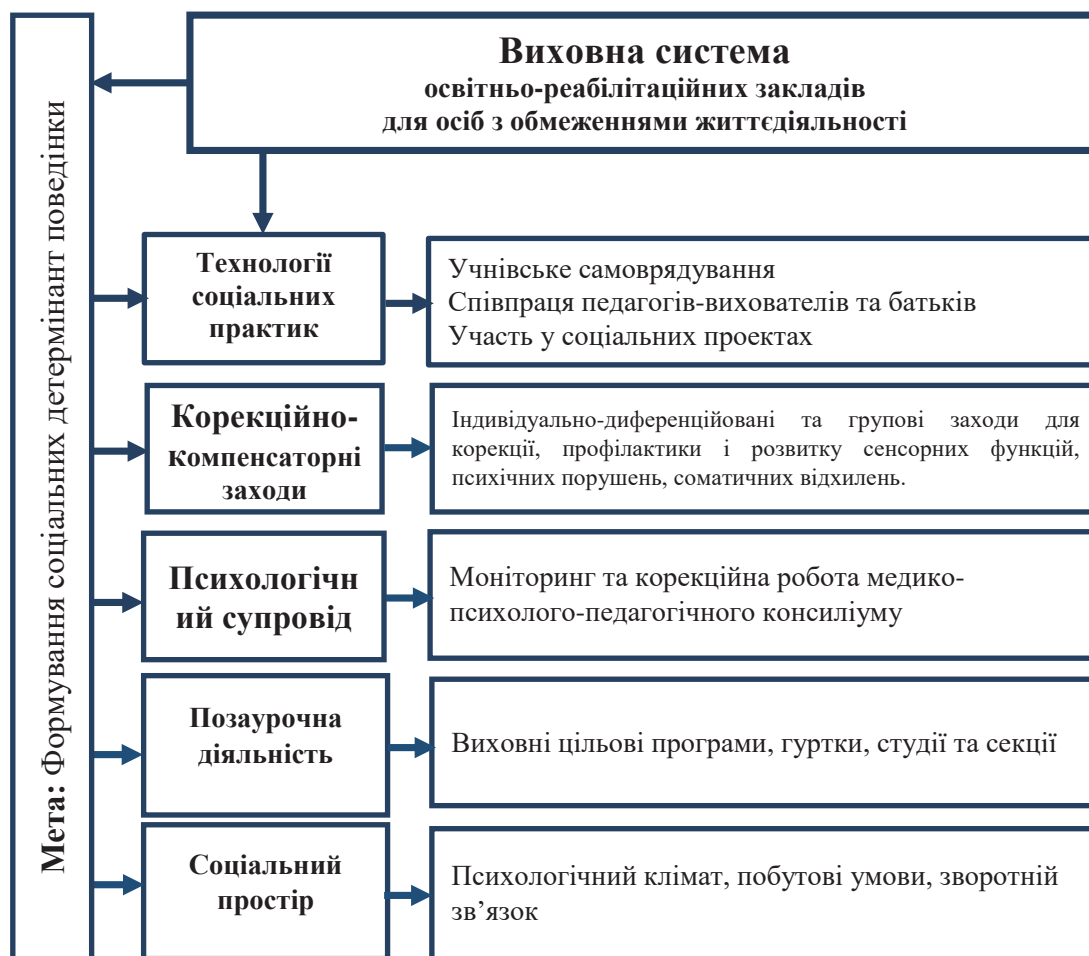 Виховна система
освітньо-реабілітаційних закладів
для осіб з обмеженнями життєдіяльності
Мета: Формування соціальних детермінант поведінки
Технології
соціальних
практик
Учнівське самоврядування
Співпраця педагогів-вихователів та батьків
Участь у соціальних проектах
Корекційно-
компенсаторні
заходи
Індивідуально-диференційовані та групові заходи для
корекції, профілактики і розвитку сенсорних функцій,
психічних порушень, соматичних відхилень.
Психологічн
ий супровід
Моніторинг та корекційна робота медико-
психолого-педагогічного консиліуму
Позаурочна
діяльність
Виховні цільові програми, гуртки, студії та секції
Соціальний
простір
Психологічний клімат, побутові умови, зворотній
зв’язок